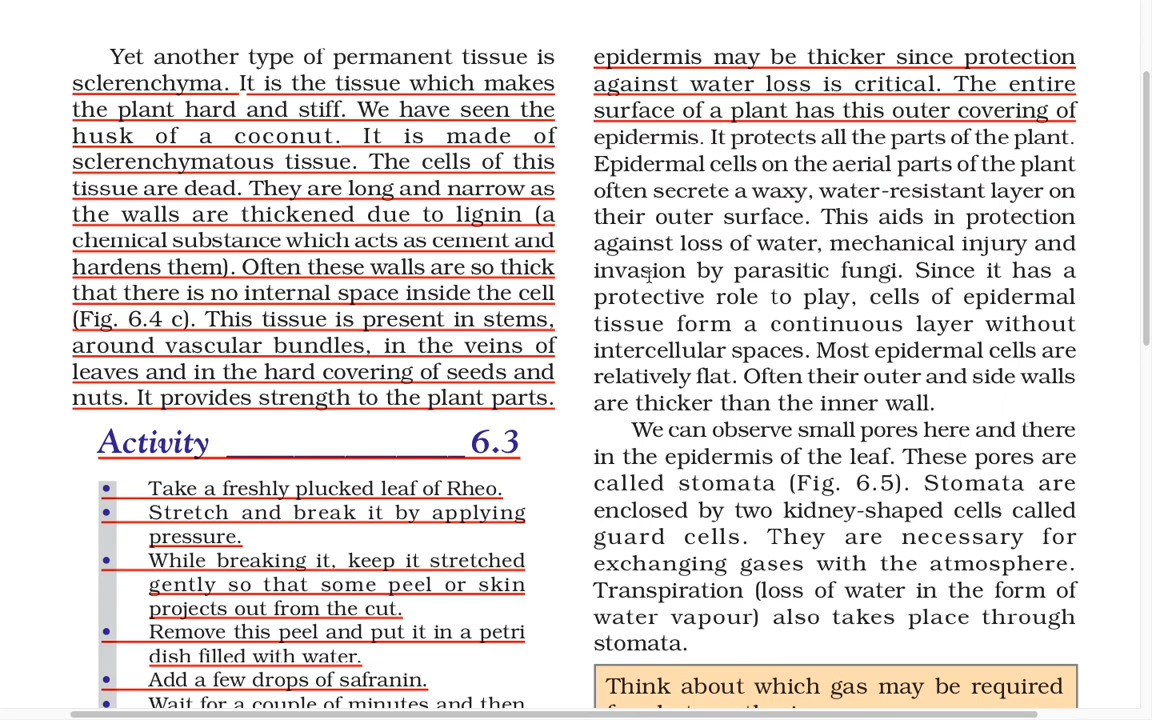 Yet another type of permanent tissue is
sclerenchyma. It is the tissue which makes
the plant hard and stiff. We have seen the
husk of a coconut. It is made of
sclerenchymatous tissue. The cells of this
tissue are dead. They are long and narrow as
the walls are thickened due to lignin (a
chemical substance which acts as cement and
hardens them). Often these walls are so thick
that there is no internal space inside the cell
(Fig. 6.4 c). This tissue is present in stems,
around vascular bundles, in the veins of
leaves and in the hard covering of seeds and
nuts. It provides strength to the plant parts.
Activity 6.3
• Take a freshly plucked leaf of Rheo.
• Stretch and break it by applying
pressure.
• While breaking it, keep it stretched
gently so that some peel or skin
projects out from the cut.
• Remove this peel and put it in a petri
dish filled with water.
• Add a few drops of safranin.
• Wait for a couple of minutes and then
epidermis may be thicker since protection
against water loss is critical. The entire
surface of a plant has this outer covering of
epidermis. It protects all the parts of the plant.
Epidermal cells on the aerial parts of the plant
often secrete a waxy, water-resistant layer on
their outer surface. This aids in protection
against loss of water, mechanical injury and
invasion by parasitic fungi. Since it has a
protective role to play, cells of epidermal
tissue form a continuous layer without
intercellular spaces. Most epidermal cells are
relatively flat. Often their outer and side walls
are thicker than the inner wall.
We can observe small pores here and there
in the epidermis of the leaf. These pores are
called stomata (Fig. 6.5). Stomata are
enclosed by two kidney-shaped cells called
guard cells. They are necessary for
exchanging gases with the atmosphere.
Transpiration (loss of water in the form of
water vapour) also takes place through
stomata.
Think about which gas may be required